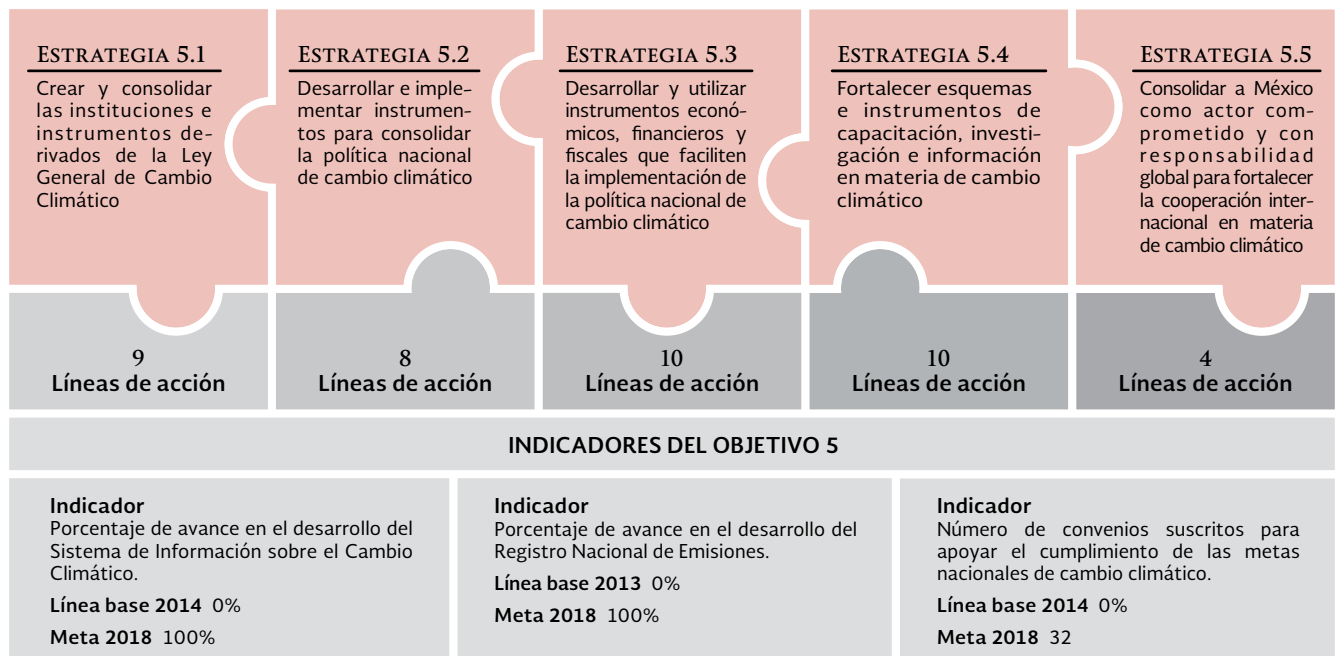 ESTRATEGIA 5.1
Crear y consolidar
las instituciones e
instrumentos de-
rivados de la Ley
General de Cambio
Climático
ESTRATEGIA 5.2
Desarrollar e imple-
mentar instrumen-
tos para consolidar
la política nacional
de cambio climático
ESTRATEGIA 5.3
Desarrollar y utilizar
instrumentos econó-
micos, financieros y
fiscales que faciliten
la implementación de
la política nacional de
cambio climático
ESTRATEGIA 5.4
Fortalecer esquemas
e instrumentos de
capacitación, investi-
gación e información
en materia de cambio
climático
ESTRATEGIA 5.5
Consolidar a México
como actor com-
prometido y con
responsabilidad
global para fortalecer
la cooperación inter-
nacional en materia
de cambio climático
9
Líneas de acción
8
Líneas de acción
10
Líneas de acción
10
Líneas de acción
4
Líneas de acción
INDICADORES DEL OBJETIVO 5
Indicador
Porcentaje de avance en el desarrollo del
Sistema de Información sobre el Cambio
Climático.
Línea base 2014 0%
Meta 2018 100%
Indicador
Porcentaje de avance en el desarrollo del
Registro Nacional de Emisiones.
Línea base 2013 0%
Meta 2018 100%
Indicador
Número de convenios suscritos para
apoyar el cumplimiento de las metas
nacionales de cambio climático.
Línea base 2014 0%
Meta 2018 32